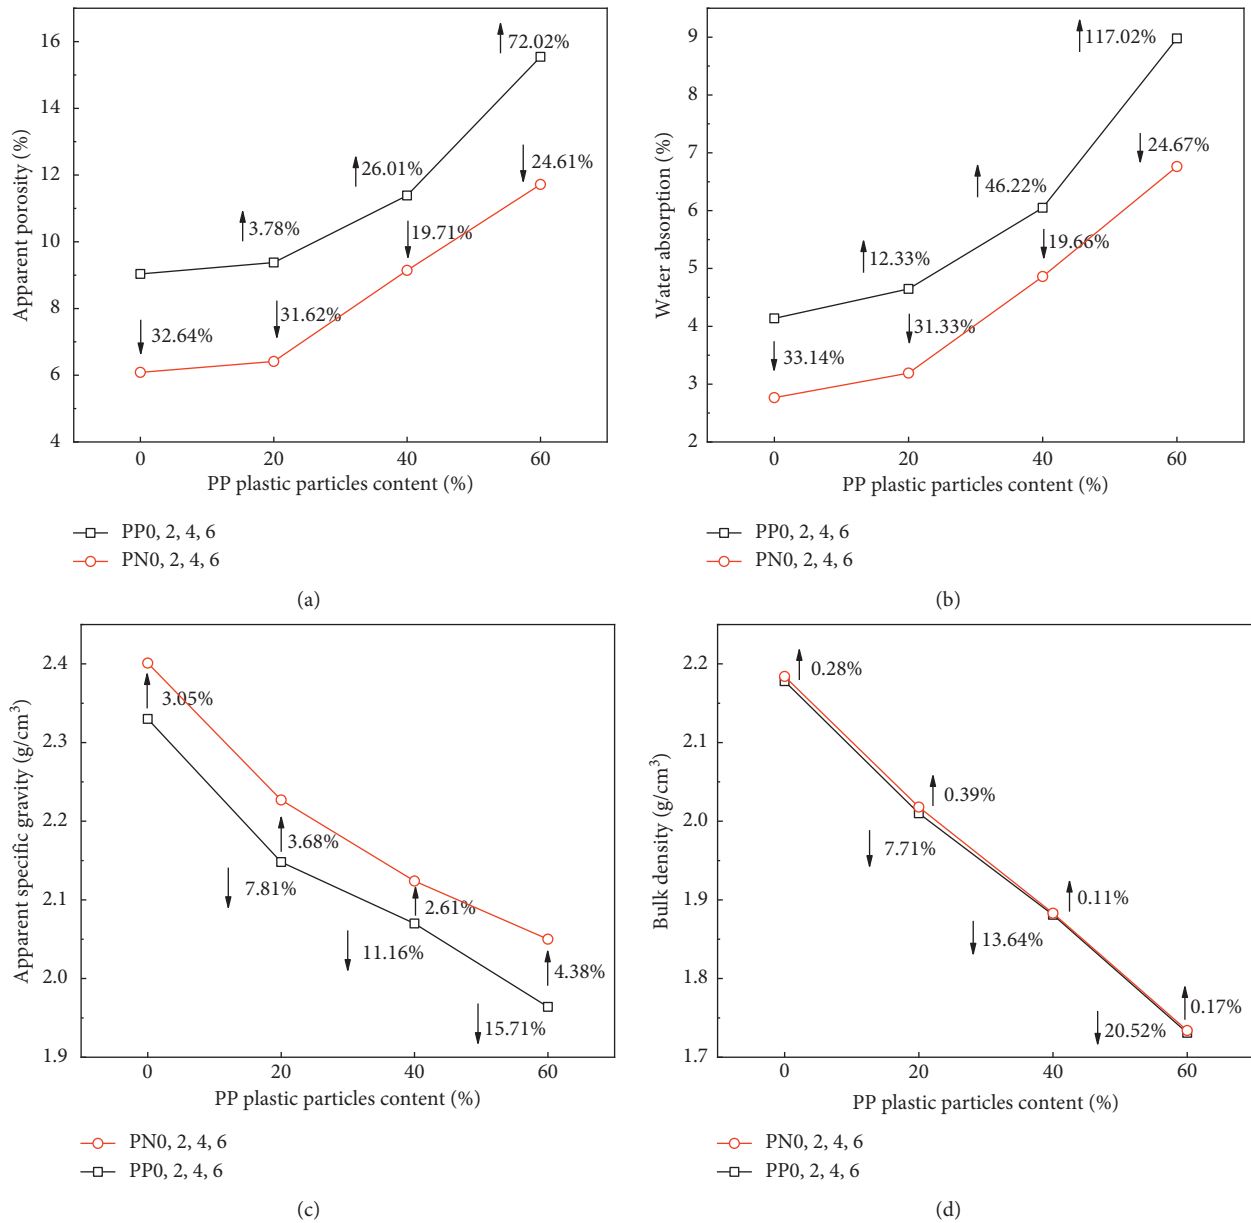 16
14
12
10
8
6
4
Apparent porosity (%)
72.02%
26.01%
3.78%
24.61%
19.71%
31.62%
32.64%
0 20 40 60
PP plastic particles content (%)
PP0, 2, 4, 6
PN0, 2, 4, 6
(a)
9
8
7
6
5
4
3
2
Water absorption (%)
117.02%
46.22%
12.33%
24.67%
19.66%
31.33%
33.14%
0 20 40 60
PP plastic particles content (%)
PP0, 2, 4, 6
PN0, 2, 4, 6
(b)
2.4
2.3
2.2
2.1
2.0
1.9
Apparent specific gravity (g/cm³)
3.05%
3.68%
7.81%
2.61%
11.16%
4.38%
15.71%
0 20 40 60
PP plastic particles content (%)
PN0, 2, 4, 6
PP0, 2, 4, 6
(c)
2.2
2.1
2.0
1.9
1.8
1.7
Bulk density (g/cm³)
0.28%
0.39%
7.71%
0.11%
13.64%
0.17%
20.52%
0 20 40 60
PP plastic particles content (%)
PN0, 2, 4, 6
PP0, 2, 4, 6
(d)